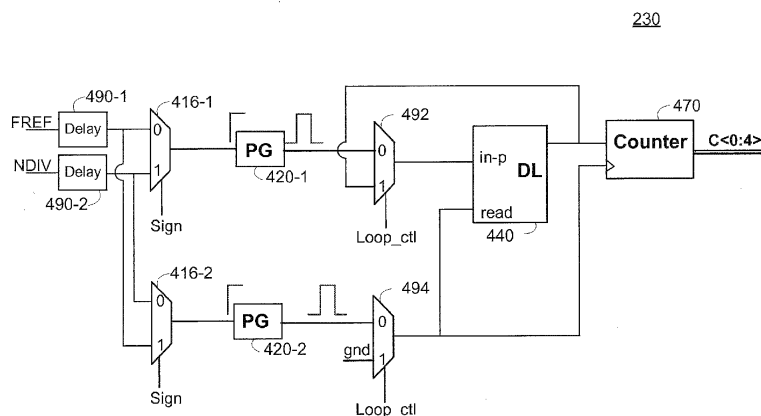 230
490-1
416-1
FREF
Delay
0
NDIV
Delay
1
490-2
Sign
PG
420-1
492
0
1
Loop_ctl
in-p
DL
read
440
470
Counter
C<0:4>
416-2
0
1
Sign
PG
420-2
494
0
gnd
1
Loop_ctl